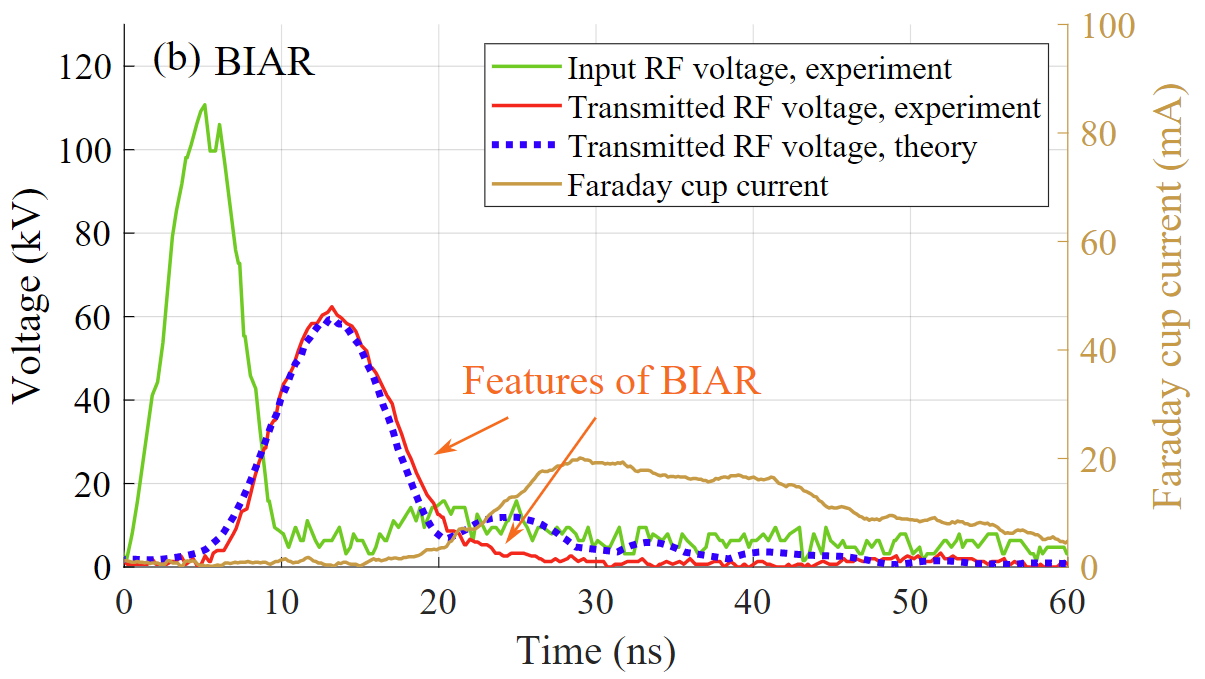 (b) BIAR
Input RF voltage, experiment
Transmitted RF voltage, experiment
Transmitted RF voltage, theory
Faraday cup current
Features of BIAR
Voltage (kV)
120
100
80
60
40
20
0
Faraday cup current (mA)
100
80
60
40
20
0
0 10 20 30 40 50 60
Time (ns)